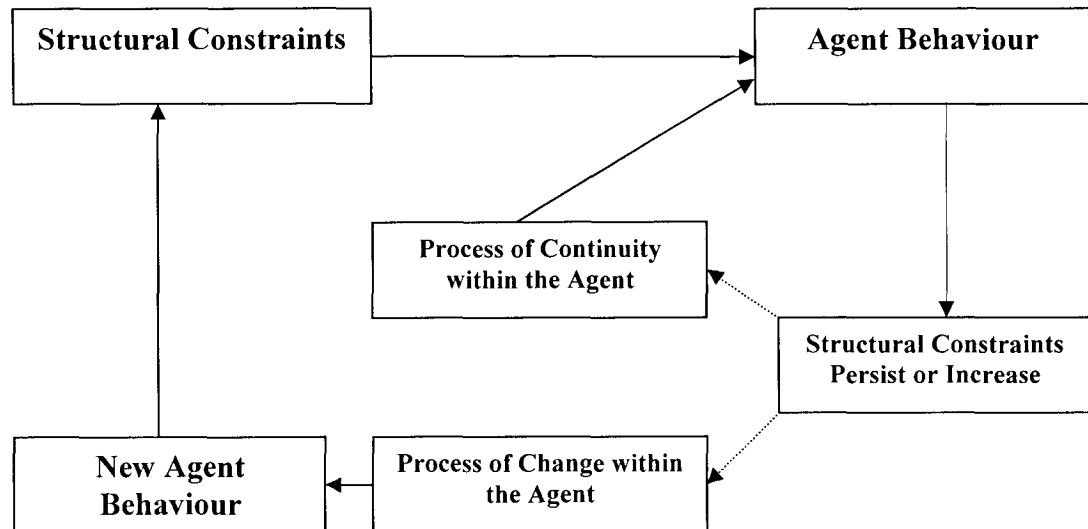 Structural Constraints
Agent Behaviour
Process of Continuity
within the Agent
Structural Constraints
Persist or Increase
New Agent
Behaviour
Process of Change within
the Agent